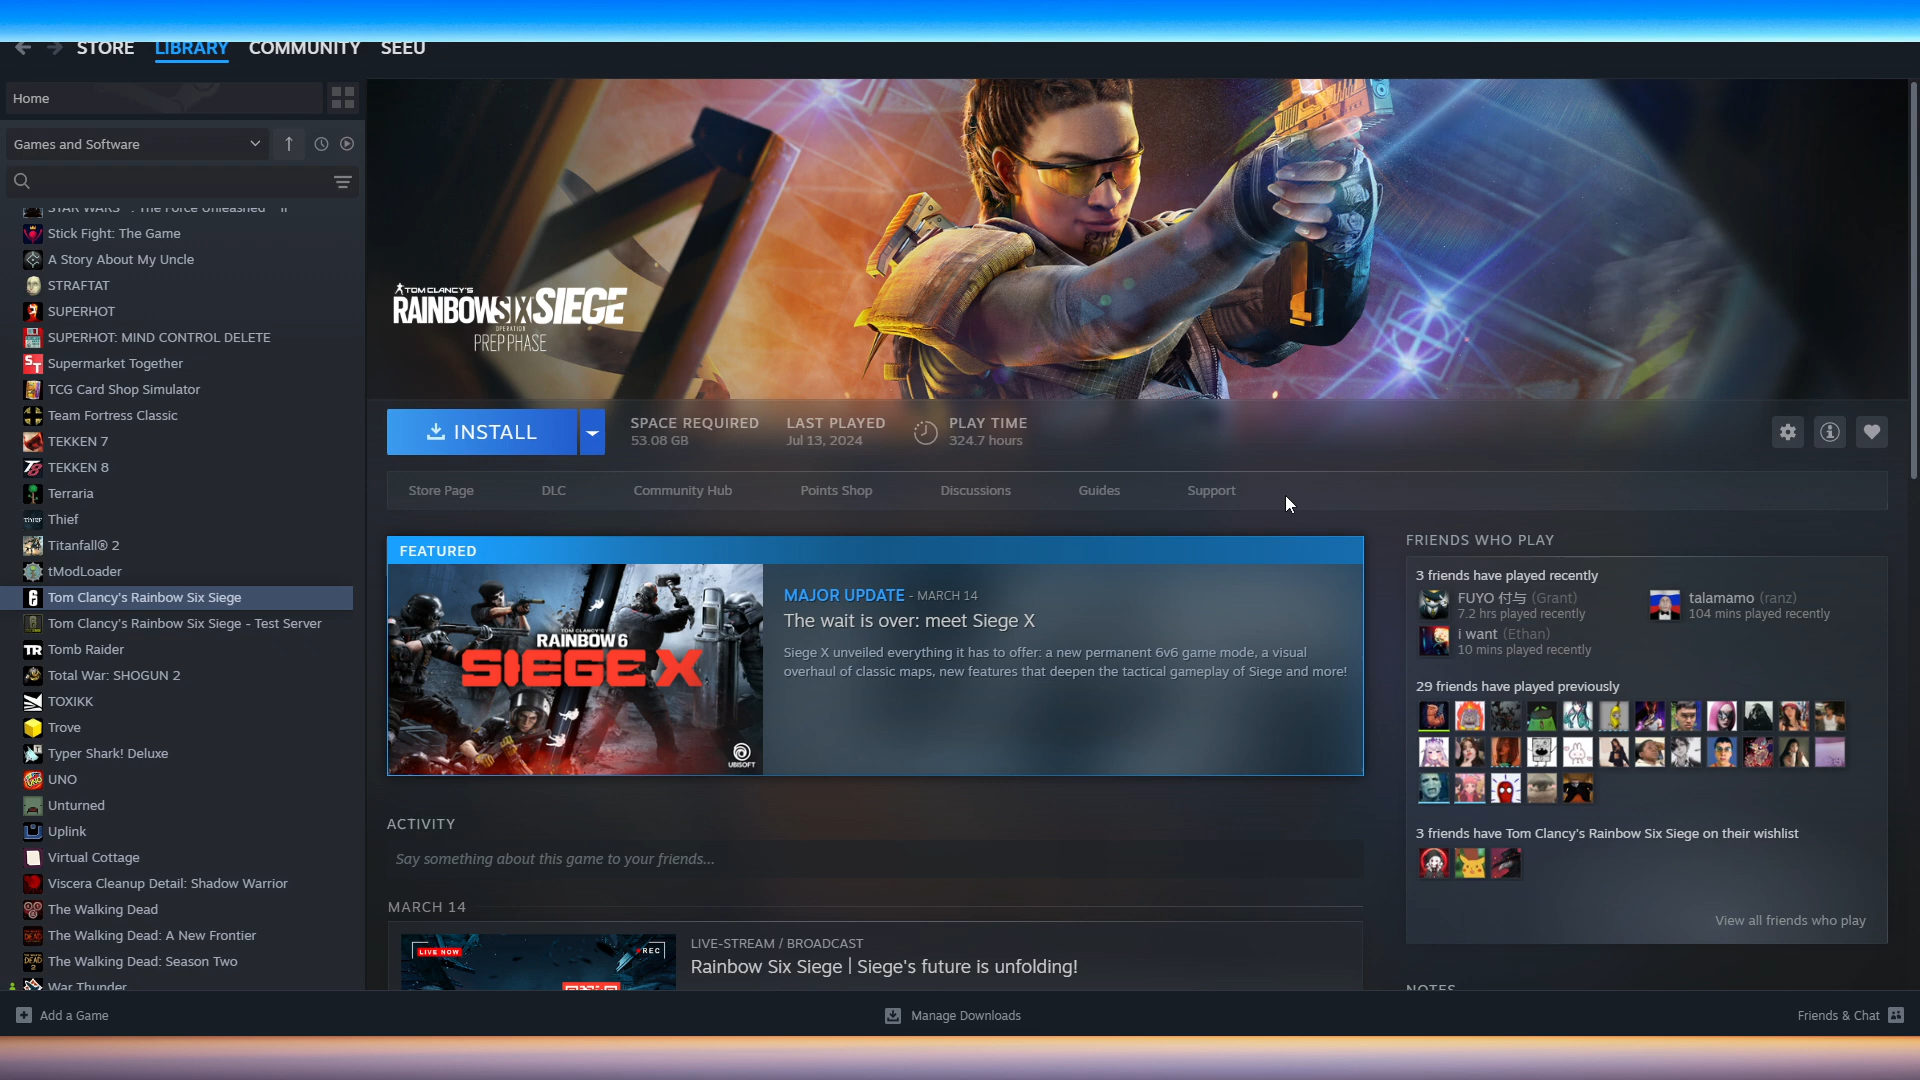 STORE LIBRARY COMMUNITY SEEU
Home
Games and Software
Stick Fight: The Game
A Story About My Uncle
STRAFTAT
SUPERHOT
SUPERHOT: MIND CONTROL DELETE
Supermarket Together
TCG Card Shop Simulator
Team Fortress Classic
TEKKEN 7
TEKKEN 8
Terraria
Thief
Titanfall® 2
tModLoader
Tom Clancy's Rainbow Six Siege
Tom Clancy's Rainbow Six Siege - Test Server
Tomb Raider
Total War: SHOGUN 2
TOXIKK
Trove
Typer Shark! Deluxe
UNO
Unturned
Uplink
Virtual Cottage
Viscera Cleanup Detail: Shadow Warrior
The Walking Dead
The Walking Dead: A New Frontier
The Walking Dead: Season Two
War Thunder
Add a Game
TOM CLANCY'S
RAINBOWSIX SIEGE
OPERATION
PREP PHASE
INSTALL
SPACE REQUIRED
53.08 GB
LAST PLAYED
Jul 13, 2024
PLAY TIME
324.7 hours
Store Page DLC Community Hub Points Shop Discussions Guides Support
FEATURED
TOM CLANCY'S
RAINBOW 6
SIEGE X
UBISOFT
MAJOR UPDATE - MARCH 14
The wait is over: meet Siege X
Siege X unveiled everything it has to offer: a new permanent 6v6 game mode, a visual
overhaul of classic maps, new features that deepen the tactical gameplay of Siege and more!
ACTIVITY
Say something about this game to your friends...
MARCH 14
LIVE NOW
REC
LIVE-STREAM / BROADCAST
Rainbow Six Siege | Siege's future is unfolding!
FRIENDS WHO PLAY
3 friends have played recently
FUYO 付与 (Grant)
7.2 hrs played recently
talamamo (ranz)
104 mins played recently
i want (Ethan)
10 mins played recently
29 friends have played previously
3 friends have Tom Clancy's Rainbow Six Siege on their wishlist
View all friends who play
NOTES
Manage Downloads
Friends & Chat